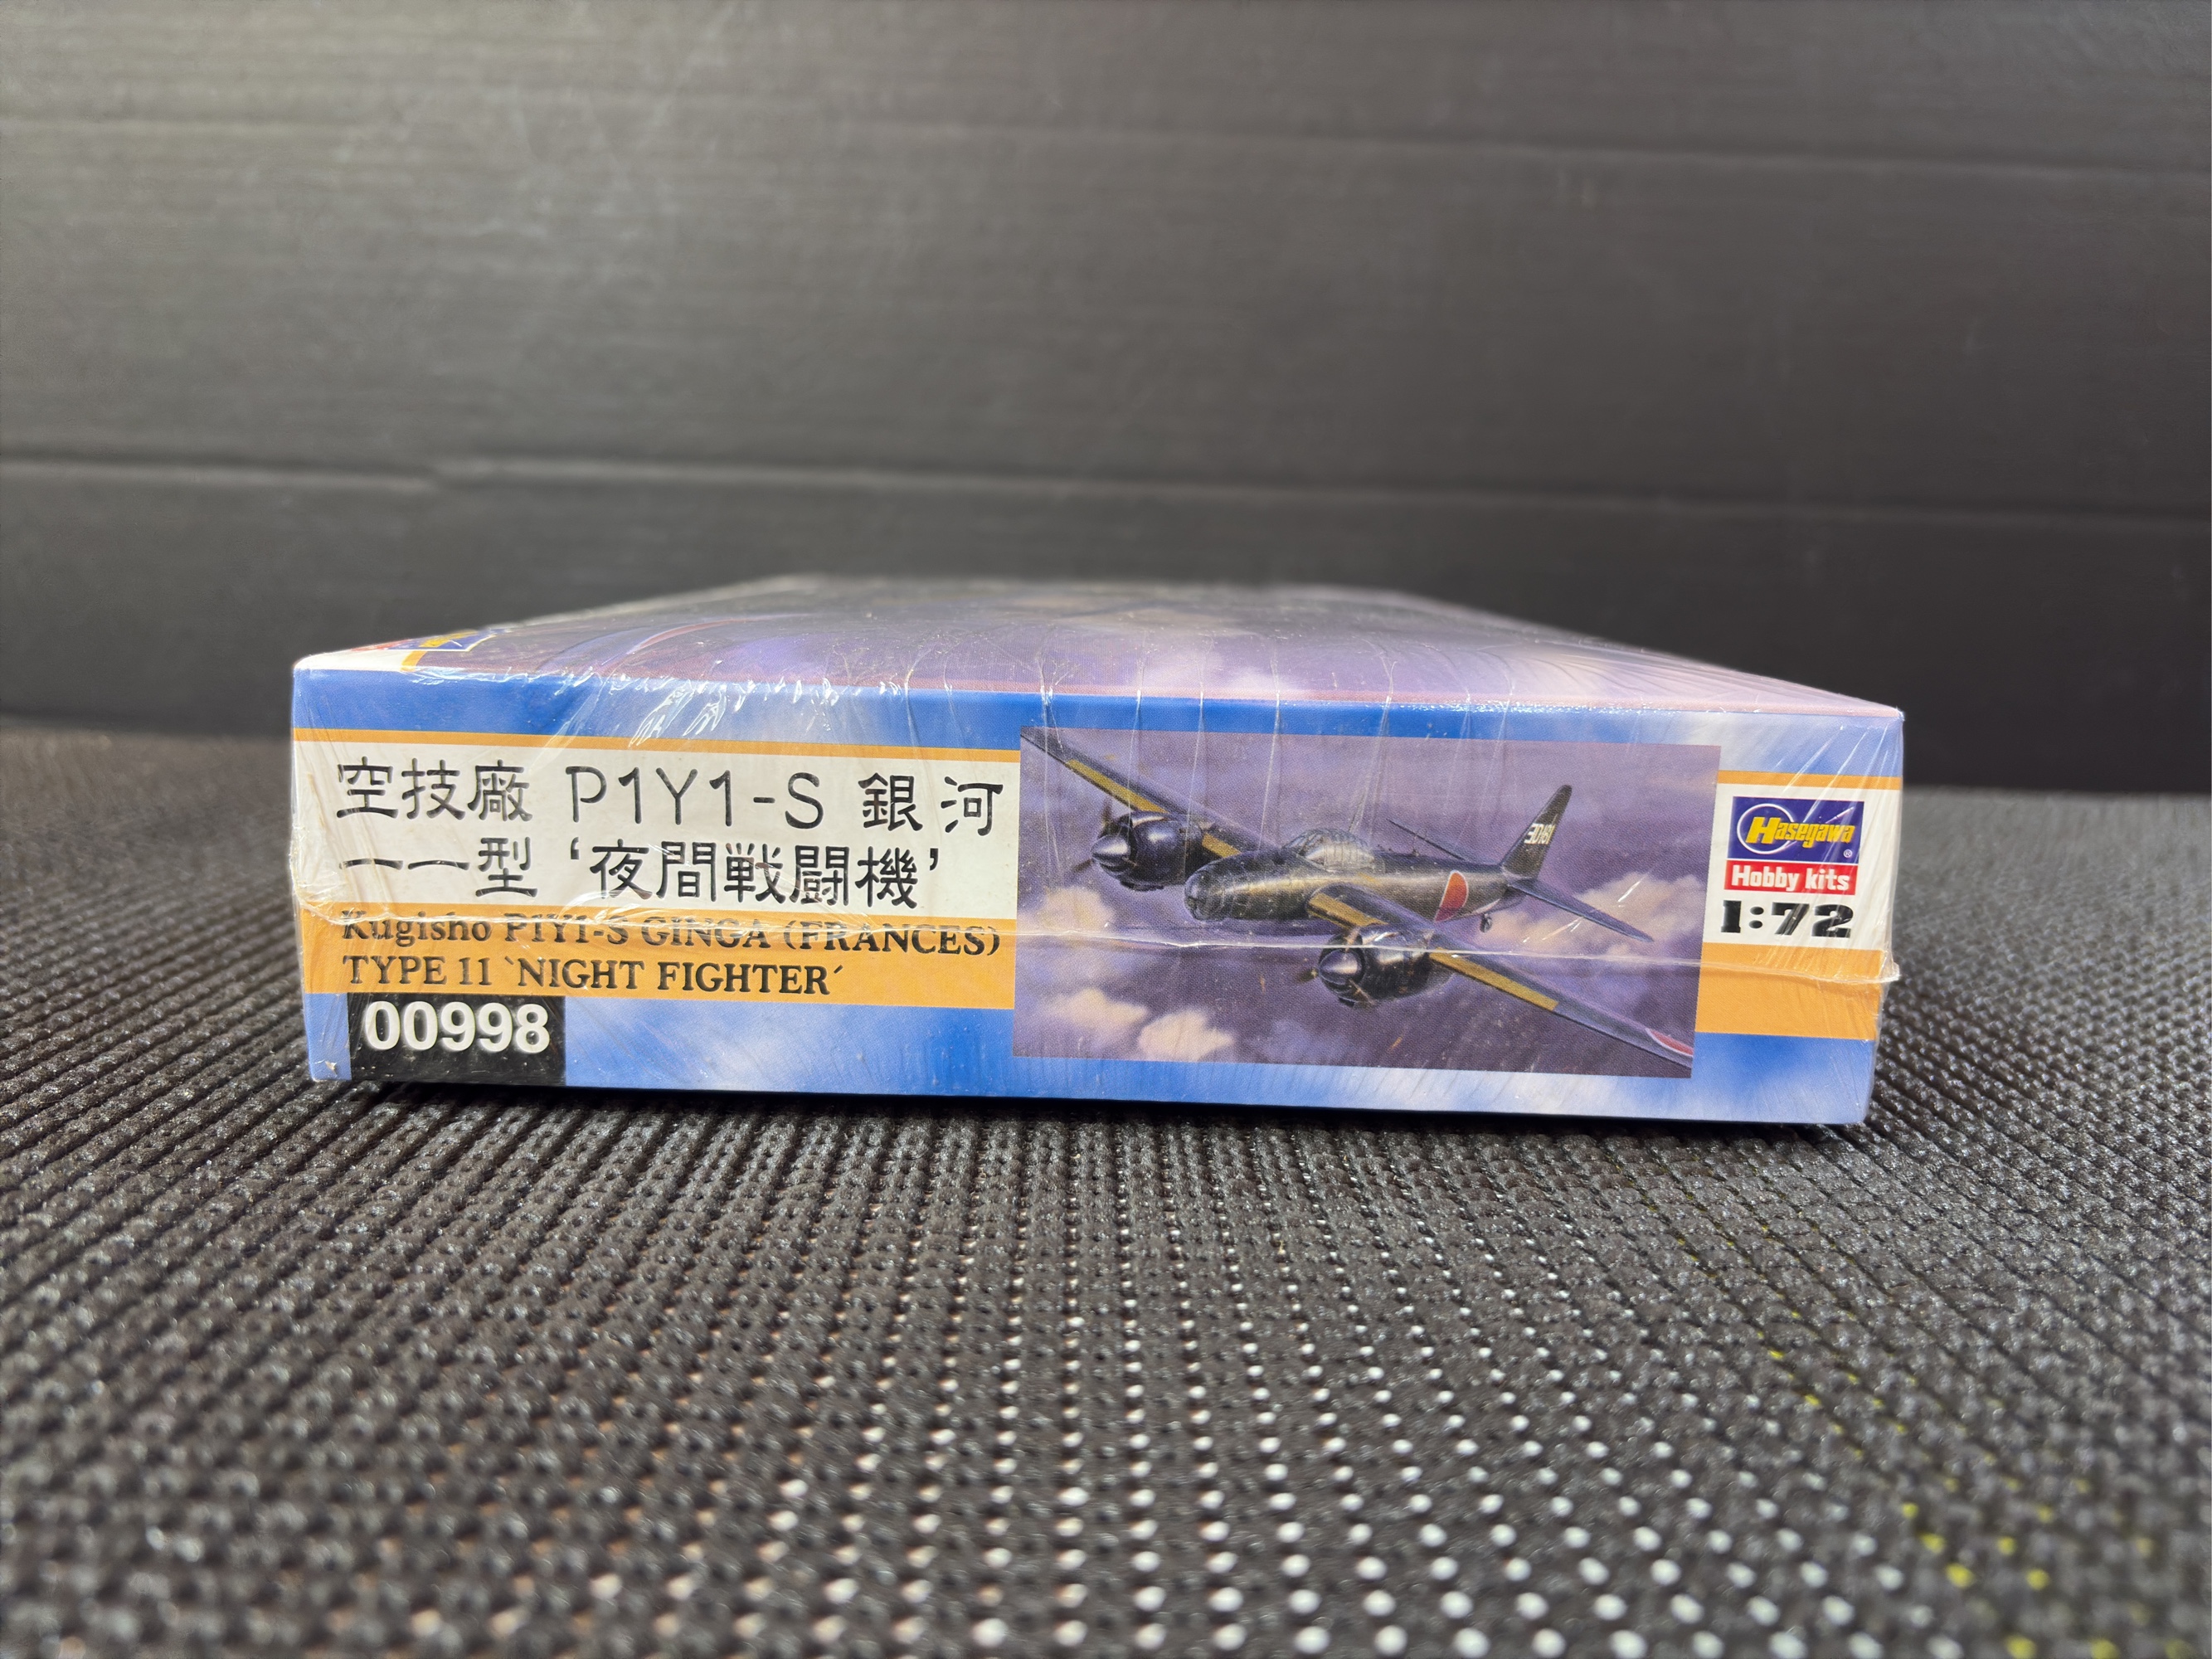 空技廠 P1Y1-S 銀河
一一型 ‘夜間戦闘機’
Kugisho P1Y1-S GINGA (FRANCES)
TYPE 11 `NIGHT FIGHTER´
00998
Hasegawa®
Hobby kits
1:72